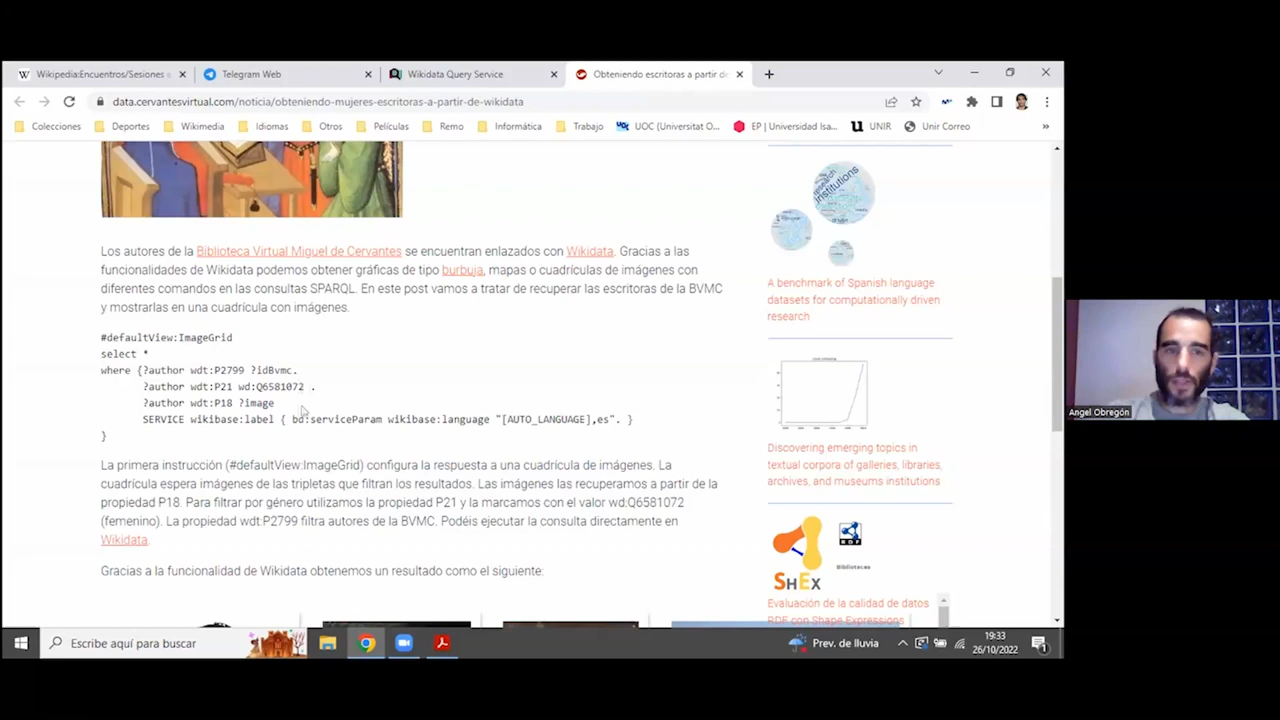 Wikipedia:Encuentros/Sesiones
Telegram Web
Wikidata Query Service
Obteniendo escritoras a partir de
data.cervantesvirtual.com/noticia/obteniendo-mujeres-escritoras-a-partir-de-wikidata
Colecciones
Deportes
Wikimedia
Idiomas
Otros
Películas
Remo
Informática
Trabajo
UOC (Universitat O...
EP | Universidad Isa...
UNIR
Unir Correo
Los autores de la Biblioteca Virtual Miguel de Cervantes se encuentran enlazados con Wikidata. Gracias a las
funcionalidades de Wikidata podemos obtener gráficas de tipo burbuja, mapas o cuadrículas de imágenes con
diferentes comandos en las consultas SPARQL. En este post vamos a tratar de recuperar las escritoras de la BVMC
y mostrarlas en una cuadrícula con imágenes.
#defaultView:ImageGrid
select *
where {?author wdt:P2799 ?idBvmc.
?author wdt:P21 wd:Q6581072 .
?author wdt:P18 ?image
SERVICE wikibase:label { bd:serviceParam wikibase:language "[AUTO_LANGUAGE],es". }
}
La primera instrucción (#defaultView:ImageGrid) configura la respuesta a una cuadrícula de imágenes. La
cuadrícula espera imágenes de las tripletas que filtran los resultados. Las imágenes las recuperamos a partir de la
propiedad P18. Para filtrar por género utilizamos la propiedad P21 y la marcamos con el valor wd:Q6581072
(femenino). La propiedad wdt:P2799 filtra autores de la BVMC. Podéis ejecutar la consulta directamente en
Wikidata.
Gracias a la funcionalidad de Wikidata obtenemos un resultado como el siguiente:
research
institutions
A benchmark of Spanish language
datasets for computationally driven
research
Discovering emerging topics in
textual corpora of galleries, libraries,
archives, and museums institutions
RDF
Bibliotecas
SHEX
Evaluación de la calidad de datos
RDF con Shape Expressions
Angel Obregón
Escribe aquí para buscar
Prev. de lluvia
19:33
26/10/2022
1